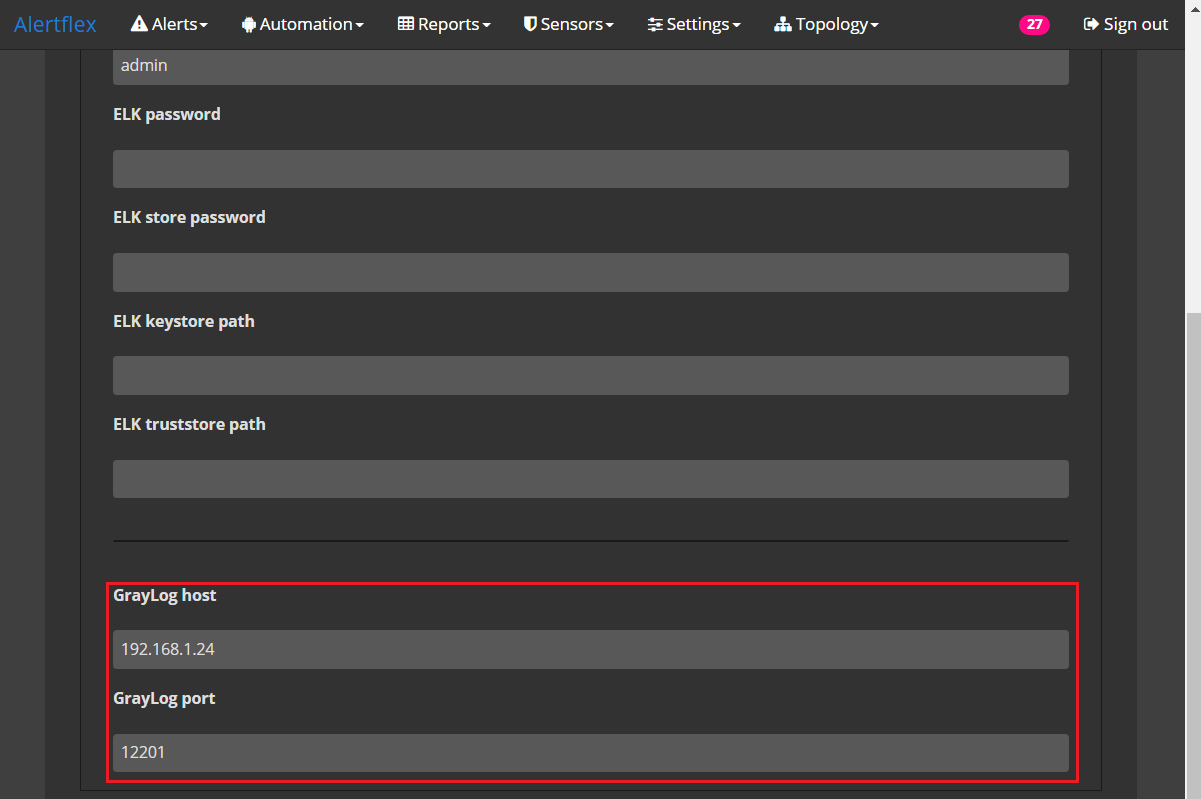 Alertflex Alerts Automation Reports Sensors Settings Topology 27 Sign out
admin
ELK password
ELK store password
ELK keystore path
ELK truststore path
GrayLog host
192.168.1.24
GrayLog port
12201